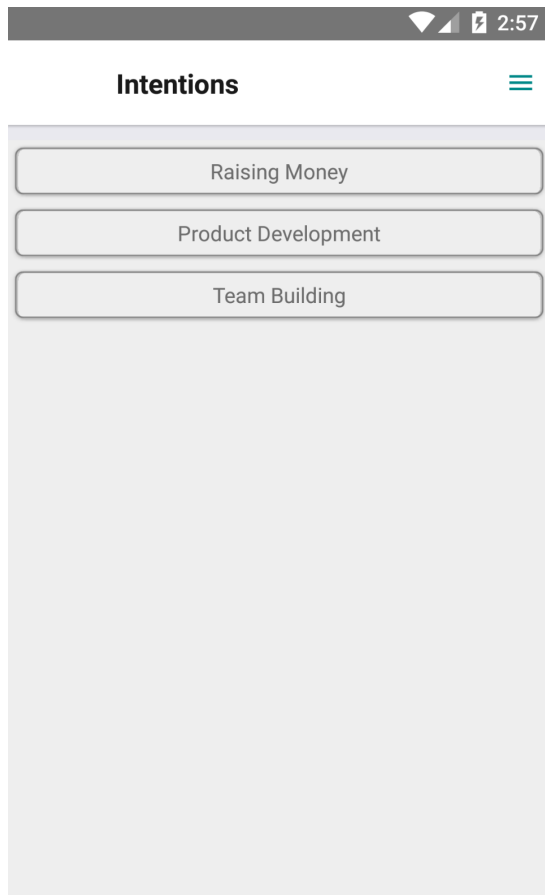 2:57
Intentions
Raising Money
Product Development
Team Building